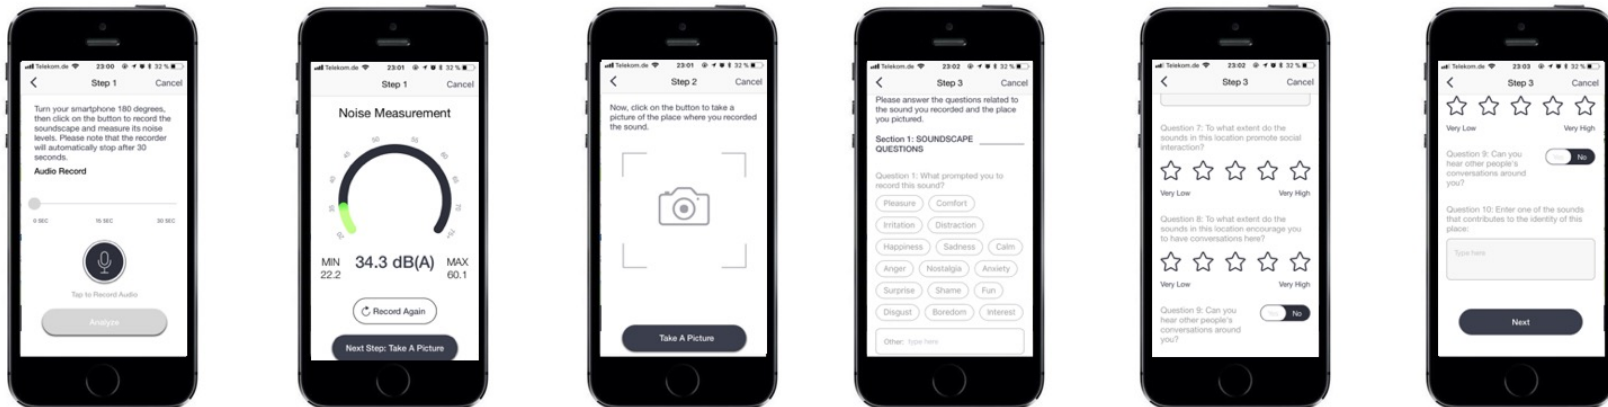 Telekom.de 23:00 32 %
Step 1 Cancel
Turn your smartphone 180 degrees,
then click on the button to record the
soundscape and measure its noise
levels. Please note that the recorder
will automatically stop after 30
seconds.
Audio Record
0 SEC 15 SEC 30 SEC
Tap to Record Audio
Analyze
Telekom.de 23:01 32 %
Step 1 Cancel
Noise Measurement
20 35 40 45 50 55 60 65 70 75+
MIN 34.3 dB(A) MAX
22.2 60.1
Record Again
Next Step: Take A Picture
Telekom.de 23:01 32 %
Step 2 Cancel
Now, click on the button to take a
picture of the place where you recorded
the sound.
Take A Picture
Telekom.de 23:02 32 %
Step 3 Cancel
Please answer the questions related to
the sound you recorded and the place
you pictured.
Section 1: SOUNDSCAPE
QUESTIONS
Question 1: What prompted you to
record this sound?
Pleasure Comfort
Irritation Distraction
Happiness Sadness Calm
Anger Nostalgia Anxiety
Surprise Shame Fun
Disgust Boredom Interest
Other: type here
Telekom.de 23:02 32 %
Step 3 Cancel
Question 7: To what extent do the
sounds in this location promote social
interaction?
Very Low Very High
Question 8: To what extent do the
sounds in this location encourage you
to have conversations here?
Very Low Very High
Question 9: Can you
hear other people's
conversations around
you?
Yes No
Telekom.de 23:03 32 %
Step 3 Cancel
Very Low Very High
Question 9: Can you
hear other people's
conversations around
you?
Yes No
Question 10: Enter one of the sounds
that contributes to the identity of this
place:
Type here
Next